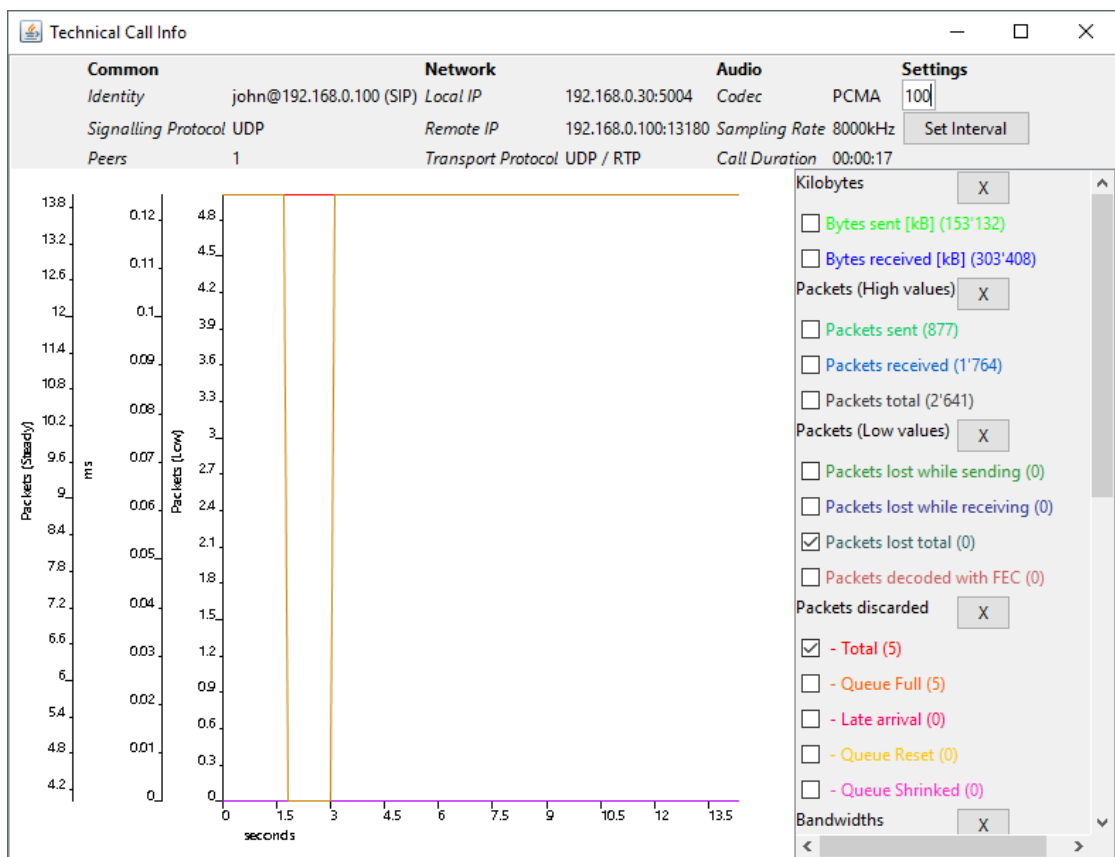 Technical Call Info
Common Network Audio Settings
Identity john@192.168.0.100 (SIP) Local IP 192.168.0.30:5004 Codec PCMA 100
Signalling Protocol UDP Remote IP 192.168.0.100:13180 Sampling Rate 8000kHz Set Interval
Peers 1 Transport Protocol UDP / RTP Call Duration 00:00:17
Packets (Steady)
13.8
13.2
12.6
12
11.4
10.8
10.2
9.6
9
8.4
7.8
7.2
6.6
6
5.4
4.8
4.2
ms
0.12
0.11
0.1
0.09
0.08
0.07
0.06
0.05
0.04
0.03
0.02
0.01
0
Packets (Low)
4.8
4.5
4.2
3.9
3.6
3.3
3
2.7
2.4
2.1
1.8
1.5
1.2
0.9
0.6
0.3
0
0 1.5 3 4.5 6 7.5 9 10.5 12 13.5
seconds
Kilobytes X
Bytes sent [kB] (153'132)
Bytes received [kB] (303'408)
Packets (High values) X
Packets sent (877)
Packets received (1'764)
Packets total (2'641)
Packets (Low values) X
Packets lost while sending (0)
Packets lost while receiving (0)
Packets lost total (0)
Packets decoded with FEC (0)
Packets discarded X
- Total (5)
- Queue Full (5)
- Late arrival (0)
- Queue Reset (0)
- Queue Shrinked (0)
Bandwidths X